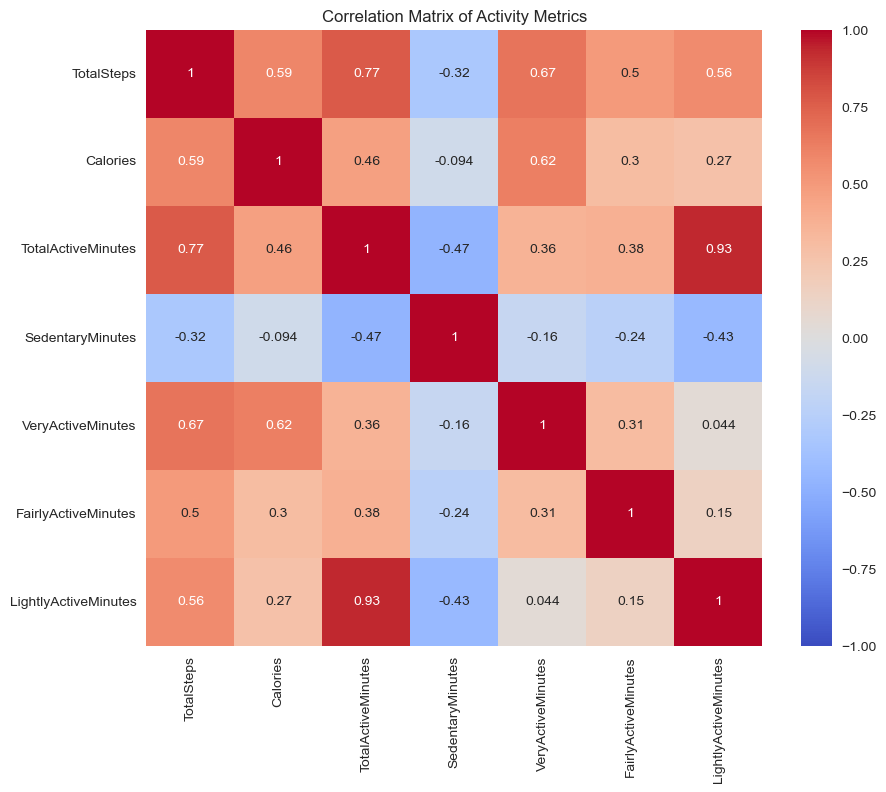 Correlation Matrix of Activity Metrics
TotalSteps 1 0.59 0.77 -0.32 0.67 0.5 0.56
Calories 0.59 1 0.46 -0.094 0.62 0.3 0.27
TotalActiveMinutes 0.77 0.46 1 -0.47 0.36 0.38 0.93
SedentaryMinutes -0.32 -0.094 -0.47 1 -0.16 -0.24 -0.43
VeryActiveMinutes 0.67 0.62 0.36 -0.16 1 0.31 0.044
FairlyActiveMinutes 0.5 0.3 0.38 -0.24 0.31 1 0.15
LightlyActiveMinutes 0.56 0.27 0.93 -0.43 0.044 0.15 1
TotalSteps
Calories
TotalActiveMinutes
SedentaryMinutes
VeryActiveMinutes
FairlyActiveMinutes
LightlyActiveMinutes
1.00
0.75
0.50
0.25
0.00
−0.25
−0.50
−0.75
−1.00